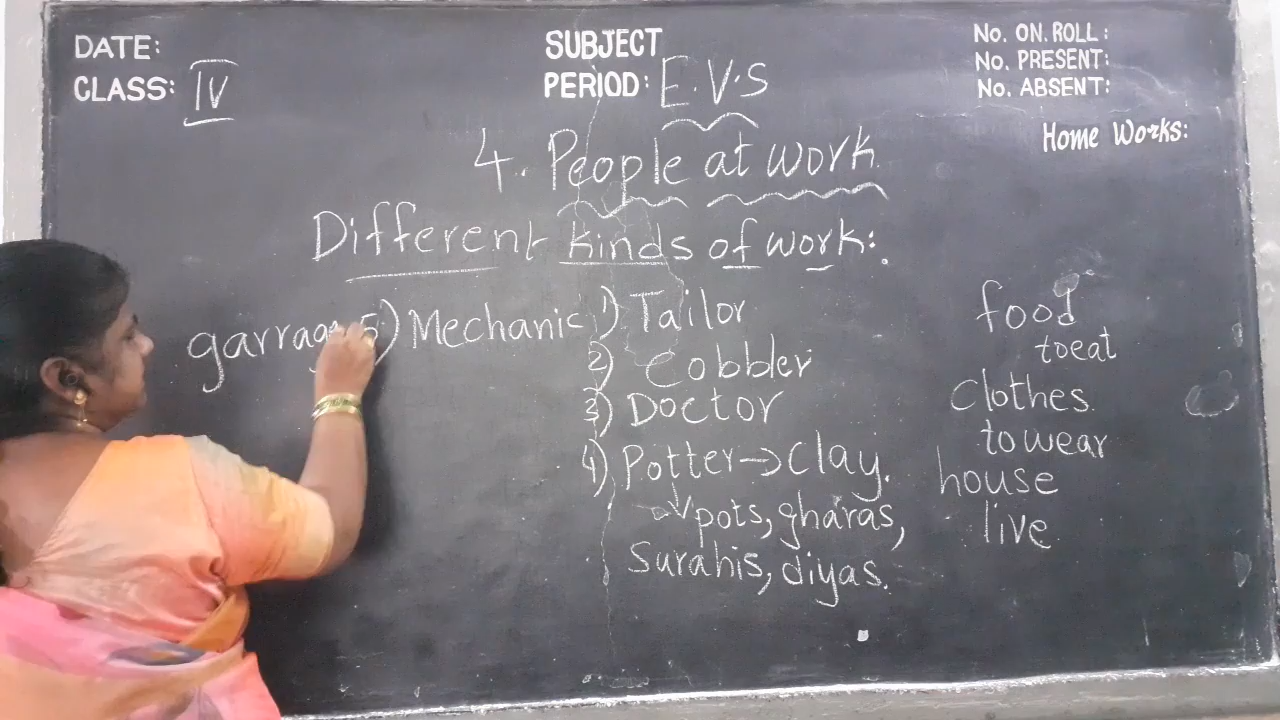 DATE:
CLASS: IV
SUBJECT
PERIOD: E.V.S
No. ON. ROLL:
No. PRESENT:
No. ABSENT:
Home Works:
4. People at work
Different kinds of work:
5) Mechanic
1) Tailor
2) Cobbler
3) Doctor
4) Potter→Clay.
pots, gharas,
Surahis, diyas.
food
to eat
Clothes.
to wear
house
live